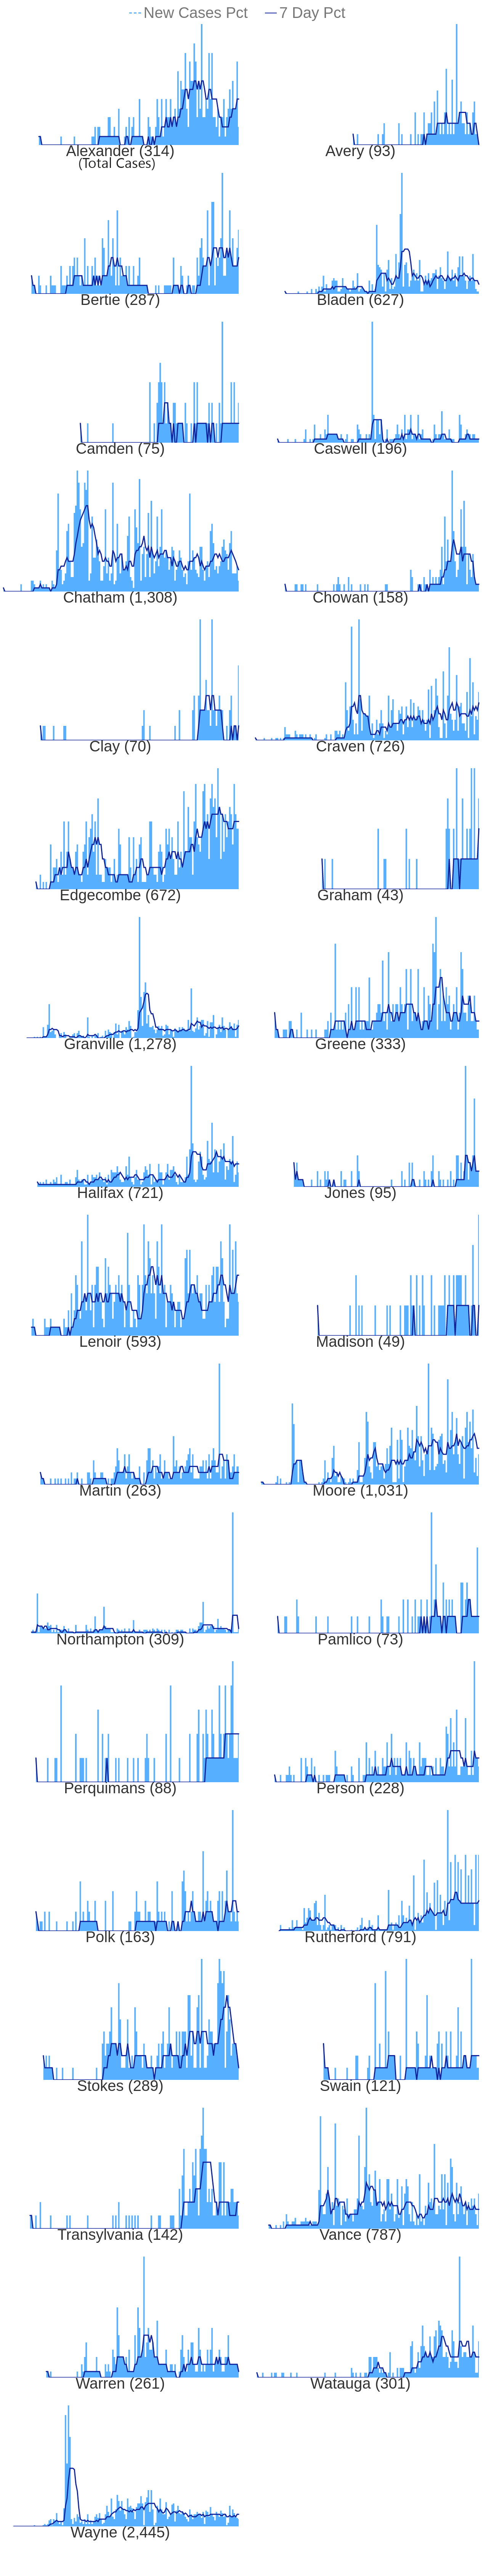 New Cases Pct 7 Day Pct
Alexander (314) Avery (93)
(Total Cases)
Bertie (287) Bladen (627)
Camden (75) Caswell (196)
Chatham (1,308) Chowan (158)
Clay (70) Craven (726)
Edgecombe (672) Graham (43)
Granville (1,278) Greene (333)
Halifax (721) Jones (95)
Lenoir (593) Madison (49)
Martin (263) Moore (1,031)
Northampton (309) Pamlico (73)
Perquimans (88) Person (228)
Polk (163) Rutherford (791)
Stokes (289) Swain (121)
Transylvania (142) Vance (787)
Warren (261) Watauga (301)
Wayne (2,445)